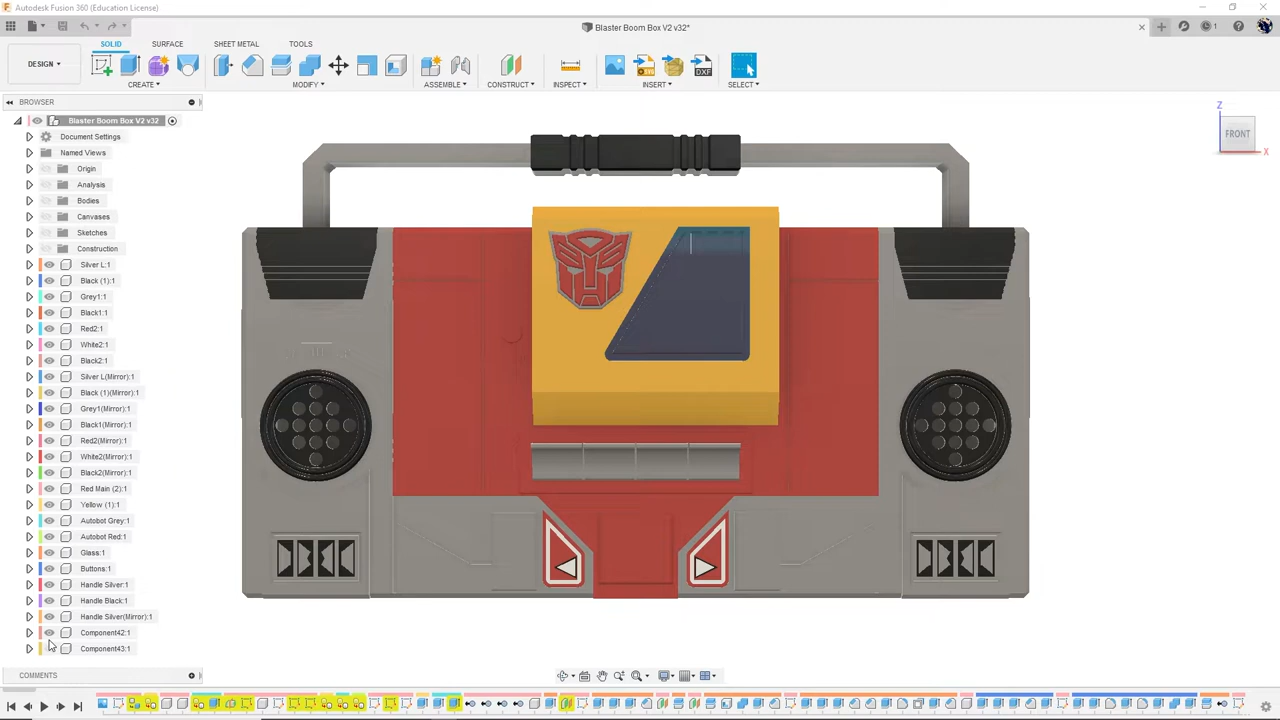 Autodesk Fusion 360 (Education License)
Blaster Boom Box V2 v32*
1
DESIGN
SOLID
SURFACE
SHEET METAL
TOOLS
CREATE
MODIFY
ASSEMBLE
CONSTRUCT
INSPECT
INSERT
SELECT
BROWSER
Blaster Boom Box V2 v32
Document Settings
Named Views
Origin
Analysis
Bodies
Canvases
Sketches
Construction
Silver L:1
Black (1):1
Grey1:1
Black1:1
Red2:1
White2:1
Black2:1
Silver L(Mirror):1
Black (1)(Mirror):1
Grey1(Mirror):1
Black1(Mirror):1
Red2(Mirror):1
White2(Mirror):1
Black2(Mirror):1
Red Main (2):1
Yellow (1):1
Autobot Grey:1
Autobot Red:1
Glass:1
Buttons:1
Handle Silver:1
Handle Black:1
Handle Silver(Mirror):1
Component42:1
Component43:1
COMMENTS
Z
FRONT
X